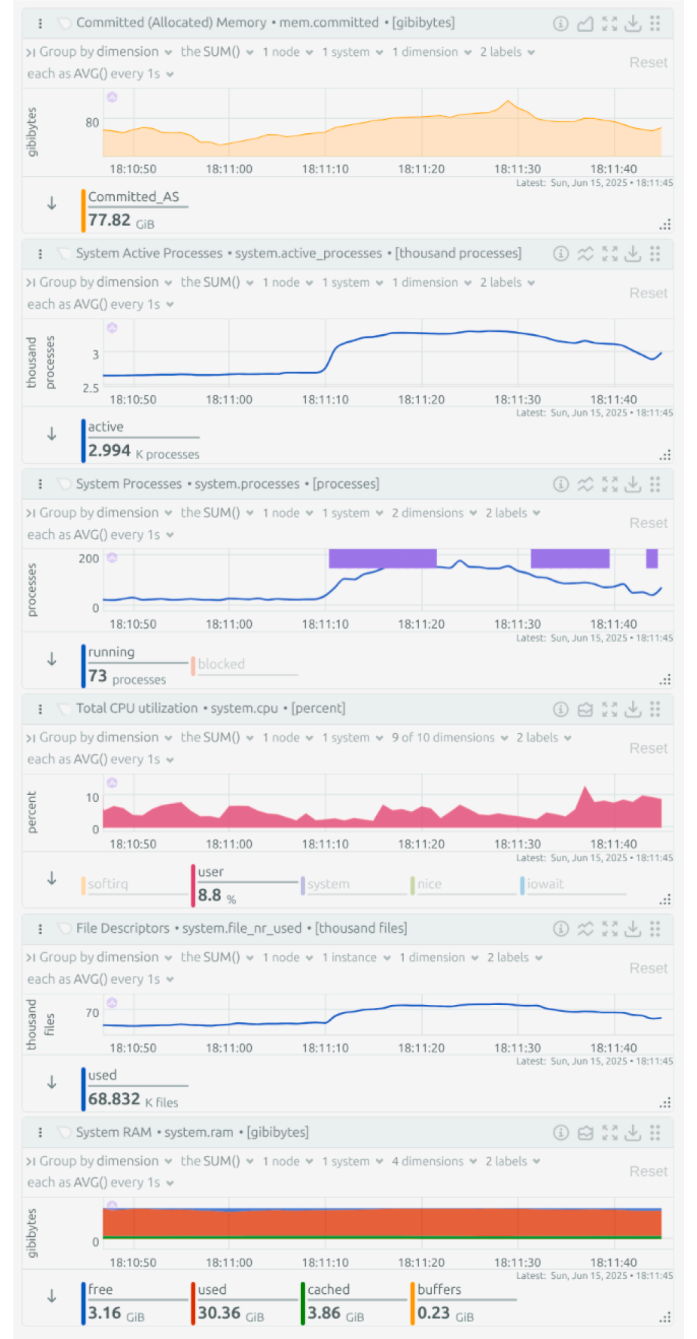 Committed (Allocated) Memory • mem.committed • [gibibytes]
Group by dimension the SUM() 1 node 1 system 1 dimension 2 labels
each as AVG() every 1s
Reset
gibibytes
80
18:10:50 18:11:00 18:11:10 18:11:20 18:11:30 18:11:40
Latest: Sun, Jun 15, 2025 • 18:11:45
Committed_AS
77.82 GiB
System Active Processes • system.active_processes • [thousand processes]
Group by dimension the SUM() 1 node 1 system 1 dimension 2 labels
each as AVG() every 1s
Reset
thousand
processes
3
2.5
18:10:50 18:11:00 18:11:10 18:11:20 18:11:30 18:11:40
Latest: Sun, Jun 15, 2025 • 18:11:45
active
2.994 K processes
System Processes • system.processes • [processes]
Group by dimension the SUM() 1 node 1 system 2 dimensions 2 labels
each as AVG() every 1s
Reset
processes
200
0
18:10:50 18:11:00 18:11:10 18:11:20 18:11:30 18:11:40
Latest: Sun, Jun 15, 2025 • 18:11:45
running blocked
73 processes
Total CPU utilization • system.cpu • [percent]
Group by dimension the SUM() 1 node 1 system 9 of 10 dimensions 2 labels
each as AVG() every 1s
Reset
percent
10
0
18:10:50 18:11:00 18:11:10 18:11:20 18:11:30 18:11:40
Latest: Sun, Jun 15, 2025 • 18:11:45
softirq user system nice iowait
8.8 %
File Descriptors • system.file_nr_used • [thousand files]
Group by dimension the SUM() 1 node 1 instance 1 dimension 2 labels
each as AVG() every 1s
Reset
thousand
files
70
18:10:50 18:11:00 18:11:10 18:11:20 18:11:30 18:11:40
Latest: Sun, Jun 15, 2025 • 18:11:45
used
68.832 K files
System RAM • system.ram • [gibibytes]
Group by dimension the SUM() 1 node 1 system 4 dimensions 2 labels
each as AVG() every 1s
Reset
gibibytes
0
18:10:50 18:11:00 18:11:10 18:11:20 18:11:30 18:11:40
Latest: Sun, Jun 15, 2025 • 18:11:45
free used cached buffers
3.16 GiB 30.36 GiB 3.86 GiB 0.23 GiB